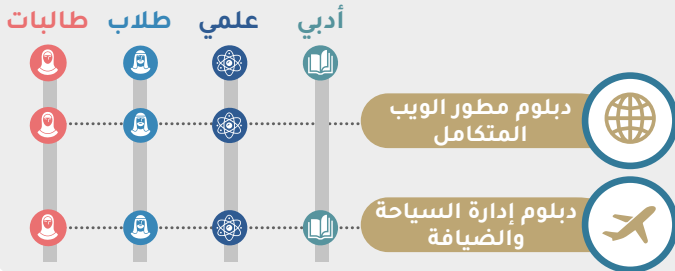 أدبي علمي طلاب طالبات
دبلوم مطور الويب
المتكامل
دبلوم إدارة السياحة
والضيافة